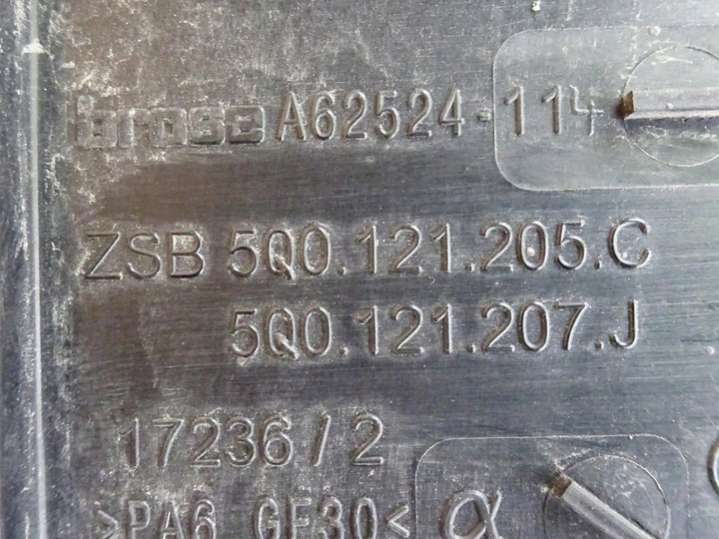 brose A62524-114
ZSB 5Q0.121.205.C
5Q0.121.207.J
17236/2
>PA6 GF30< α